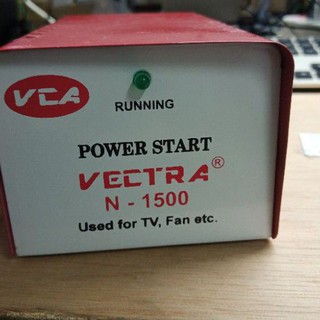 VCA
RUNNING
POWER START
VECTRA®
N - 1500
Used for TV, Fan etc.